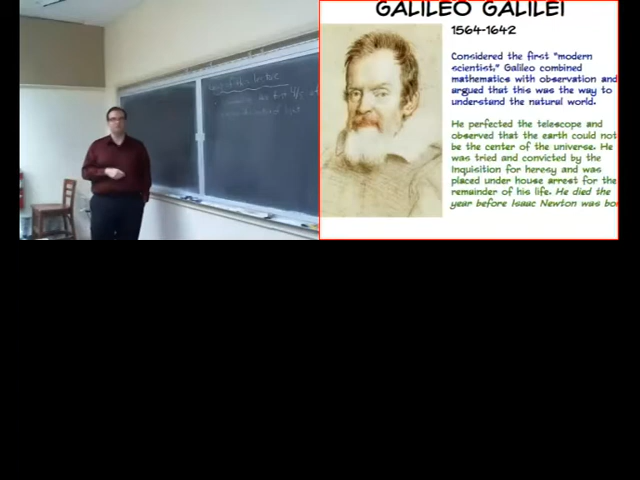 GALILEO GALILEI
1564-1642
Considered the first "modern
scientist," Galileo combined
mathematics with observation and
argued that this was the way to
understand the natural world.
He perfected the telescope and
observed that the earth could not
be the center of the universe. He
was tried and convicted by the
Inquisition for heresy and was
placed under house arrest for the
remainder of his life. He died the
year before Isaac Newton was bo